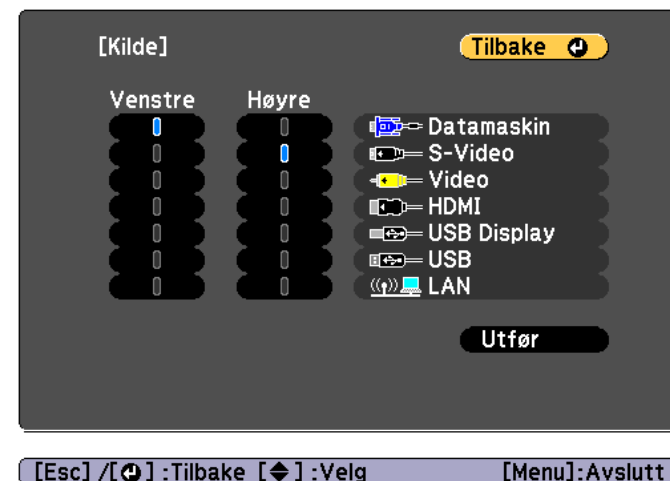 [Kilde]
Tilbake
Venstre Høyre
Datamaskin
S-Video
Video
HDMI
USB Display
USB
LAN
Utfør
[Esc] /[ ] :Tilbake [ ] :Velg [Menu]:Avslutt